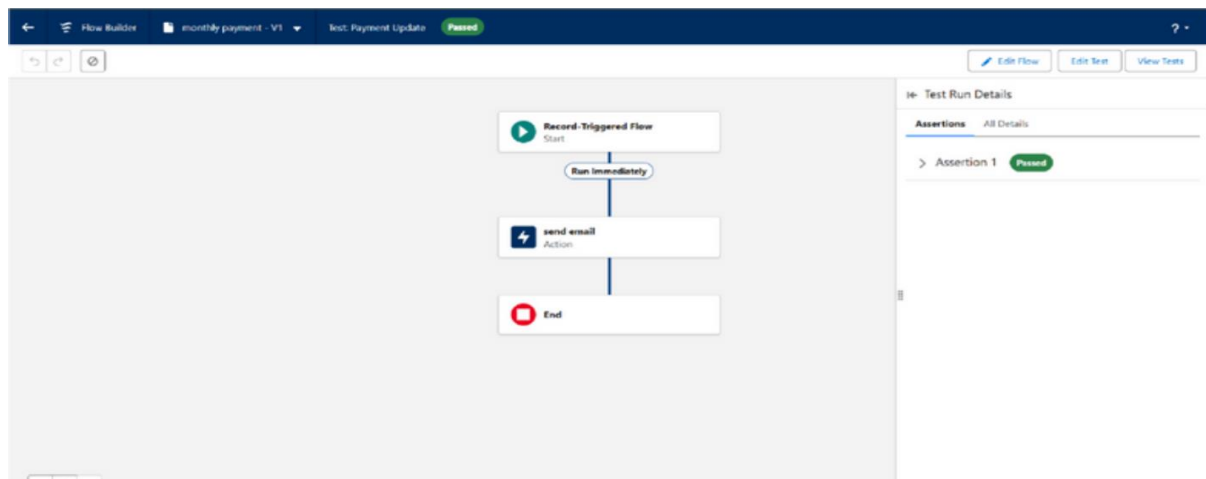 Flow Builder monthly payment - V1 Test: Payment Update Passed ?
Edit Flow Edit Test View Tests
Test Run Details
Assertions All Details
Assertion 1 Passed
Record-Triggered Flow
Start
Run Immediately
send email
Action
End